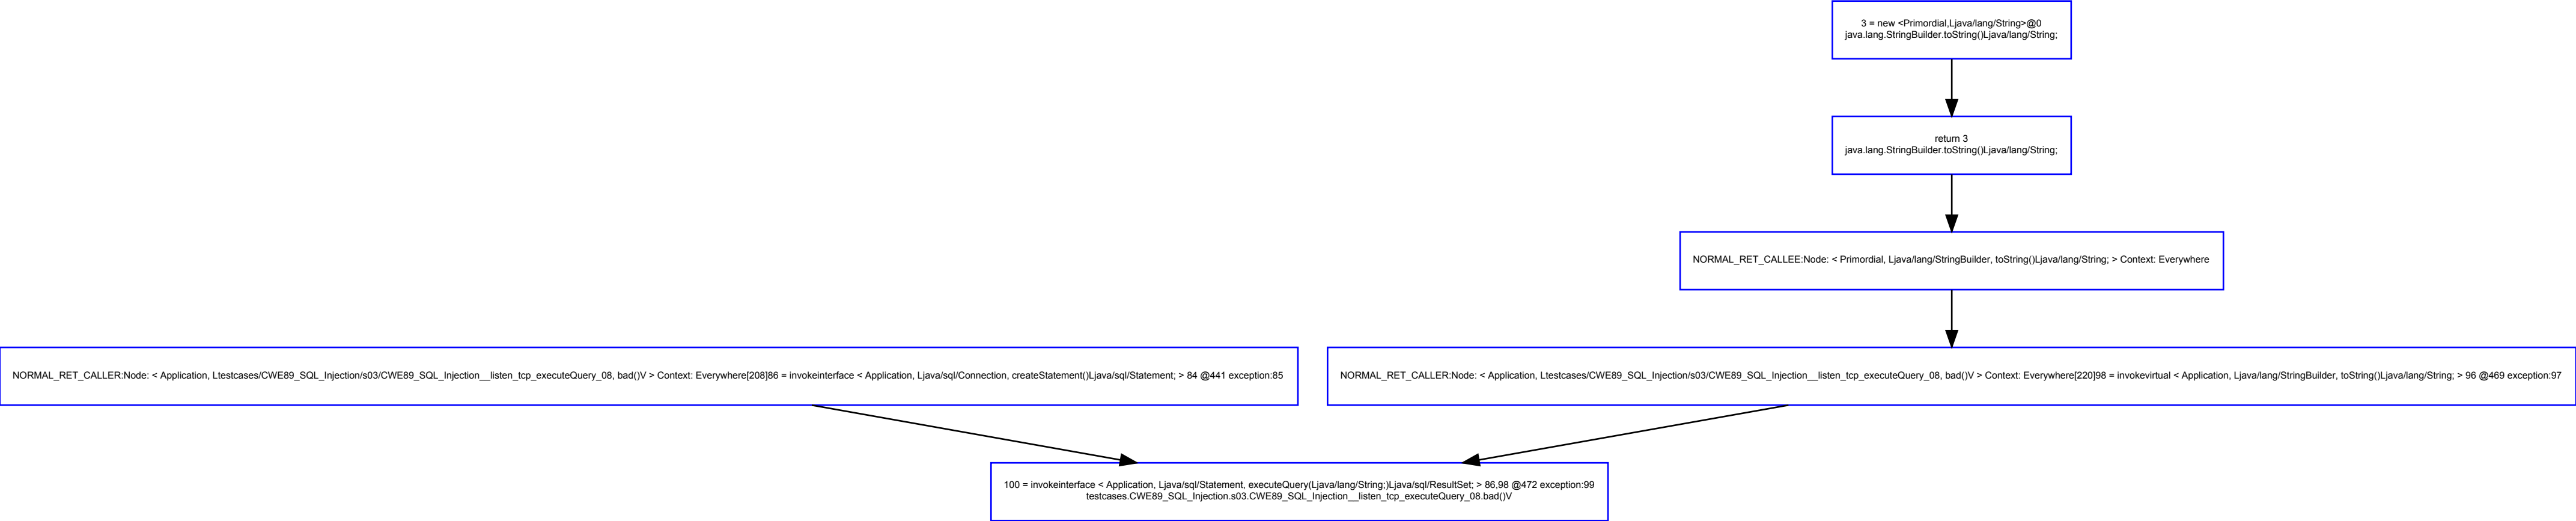 3 = new <Primordial,Ljava/lang/String>@0
java.lang.StringBuilder.toString()Ljava/lang/String;
return 3
java.lang.StringBuilder.toString()Ljava/lang/String;
NORMAL_RET_CALLEE:Node: < Primordial, Ljava/lang/StringBuilder, toString()Ljava/lang/String; > Context: Everywhere
NORMAL_RET_CALLER:Node: < Application, Ltestcases/CWE89_SQL_Injection/s03/CWE89_SQL_Injection__listen_tcp_executeQuery_08, bad()V > Context: Everywhere[208]86 = invokeinterface < Application, Ljava/sql/Connection, createStatement()Ljava/sql/Statement; > 84 @441 exception:85
NORMAL_RET_CALLER:Node: < Application, Ltestcases/CWE89_SQL_Injection/s03/CWE89_SQL_Injection__listen_tcp_executeQuery_08, bad()V > Context: Everywhere[220]98 = invokevirtual < Application, Ljava/lang/StringBuilder, toString()Ljava/lang/String; > 96 @469 exception:97
100 = invokeinterface < Application, Ljava/sql/Statement, executeQuery(Ljava/lang/String;)Ljava/sql/ResultSet; > 86,98 @472 exception:99
testcases.CWE89_SQL_Injection.s03.CWE89_SQL_Injection__listen_tcp_executeQuery_08.bad()V